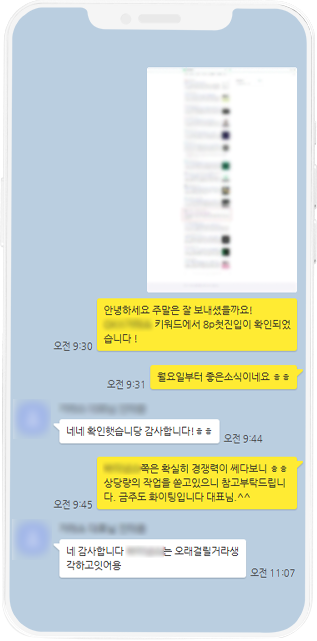 안녕하세요 주말은 잘 보내셨을까요!
키워드에서 8p첫진입이 확인되었
습니다 !
오전 9:30
월요일부터 좋은소식이네요 ㅎㅎ
오전 9:31
네네 확인햇습니당 감사합니다!ㅎㅎ
오전 9:44
쪽은 확실히 경쟁력이 쎄다보니 ㅎㅎ
상당량의 작업을 쏟고있으니 참고부탁드립니
다. 금주도 화이팅입니다 대표님.^^
오전 9:45
네 감사합니다 는 오래걸릴거라생
각하고잇어용
오전 11:07